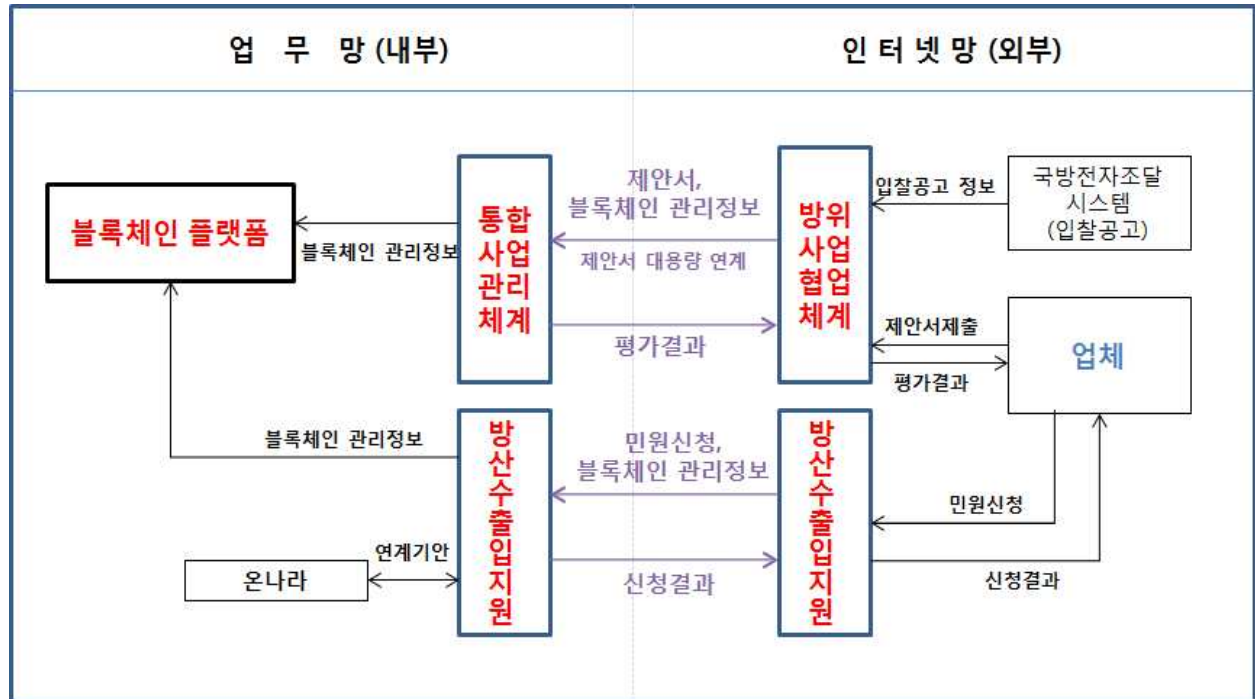 업 무 망 (내부)
인 터 넷 망 (외부)
블록체인 플랫폼
블록체인 관리정보
통합
사업
관리
체계
제안서,
블록체인 관리정보
제안서 대용량 연계
평가결과
방위
사업
협업
체계
입찰공고 정보
국방전자조달
시스템
(입찰공고)
제안서제출
평가결과
업체
블록체인 관리정보
방
산
수
출
입
지
원
민원신청,
블록체인 관리정보
신청결과
방
산
수
출
입
지
원
민원신청
신청결과
온나라
연계기안